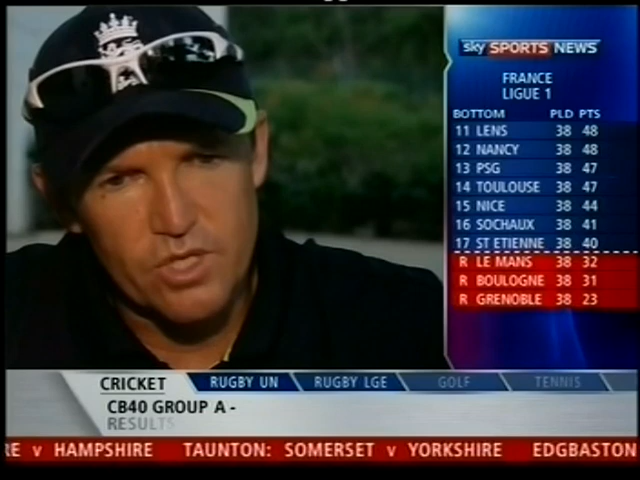 sky SPORTS NEWS
FRANCE
LIGUE 1
BOTTOM PLD PTS
11 LENS 38 48
12 NANCY 38 48
13 PSG 38 47
14 TOULOUSE 38 47
15 NICE 38 44
16 SOCHAUX 38 41
17 ST ETIENNE 38 40
R LE MANS 38 32
R BOULOGNE 38 31
R GRENOBLE 38 23
CRICKET RUGBY UN RUGBY LGE GOLF TENNIS
CB40 GROUP A -
RESULTS
RE v HAMPSHIRE TAUNTON: SOMERSET v YORKSHIRE EDGBASTON